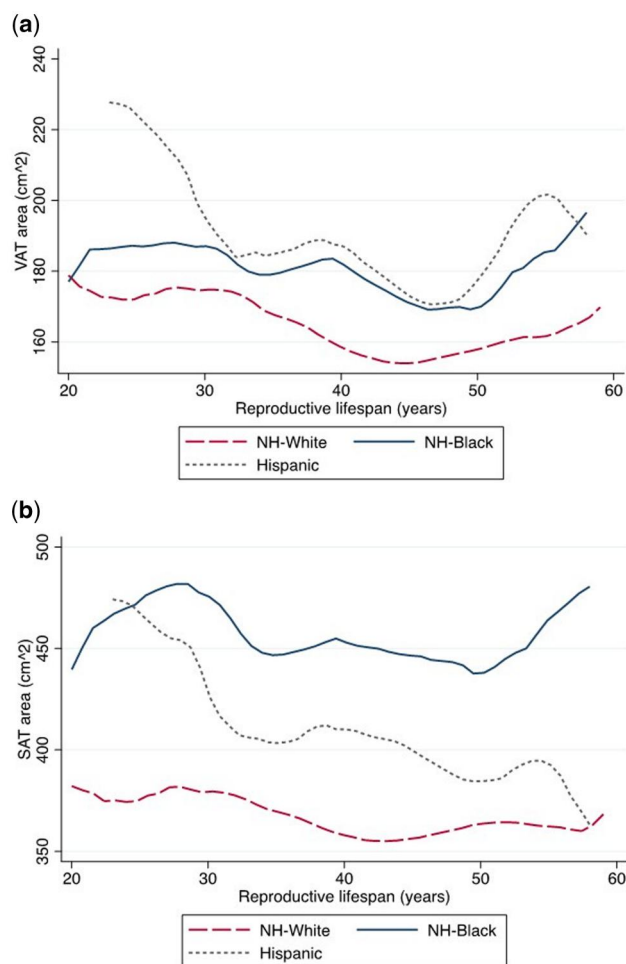 (a)
240
220
200
180
160
VAT area (cm^2)
20 30 40 50 60
Reproductive lifespan (years)
NH-White NH-Black
Hispanic
(b)
500
450
400
350
SAT area (cm^2)
20 30 40 50 60
Reproductive lifespan (years)
NH-White NH-Black
Hispanic